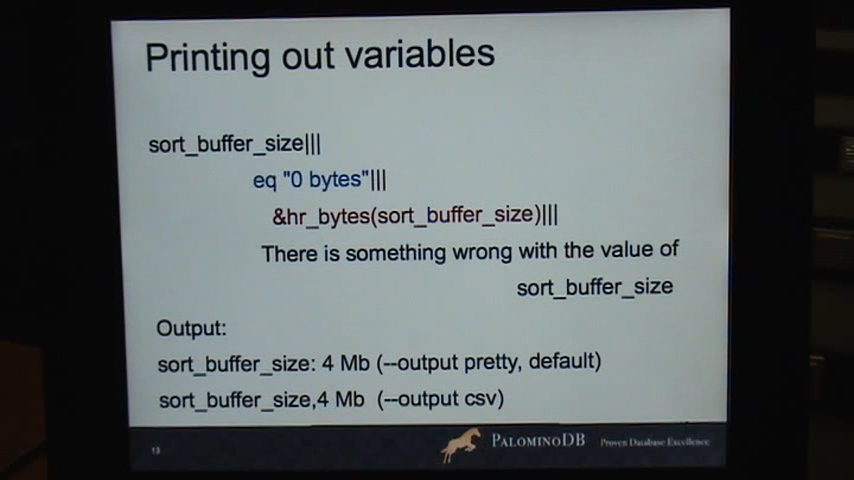 Printing out variables
sort_buffer_size|||
eq "0 bytes"|||
&hr_bytes(sort_buffer_size)|||
There is something wrong with the value of
sort_buffer_size
Output:
sort_buffer_size: 4 Mb (--output pretty, default)
sort_buffer_size,4 Mb (--output csv)
13
PALOMINODB
Proven Database Excellence